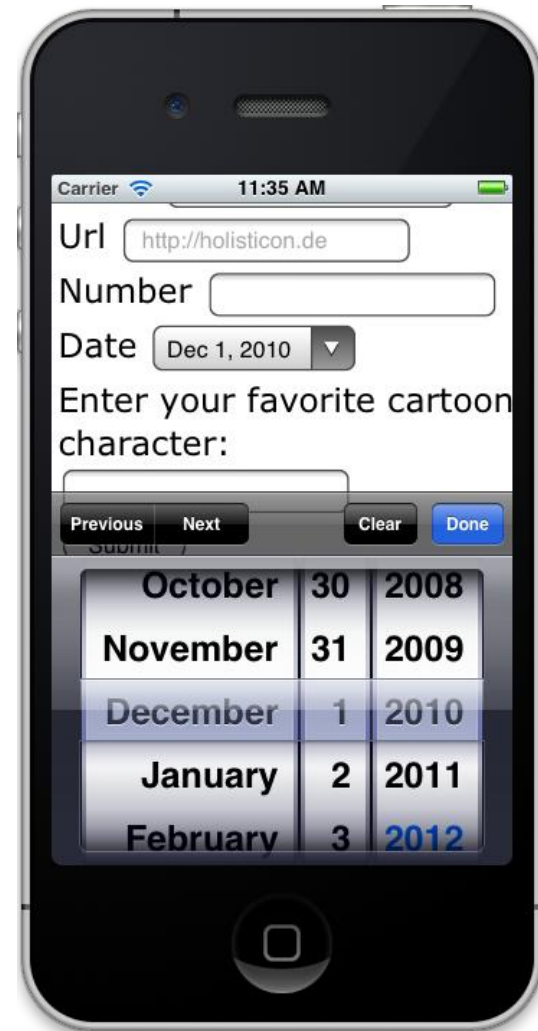 Carrier 11:35 AM
Url http://holisticon.de
Number
Date Dec 1, 2010
Enter your favorite cartoon
character:
Previous Next Clear Done
Submit
October 30 2008
November 31 2009
December 1 2010
January 2 2011
February 3 2012